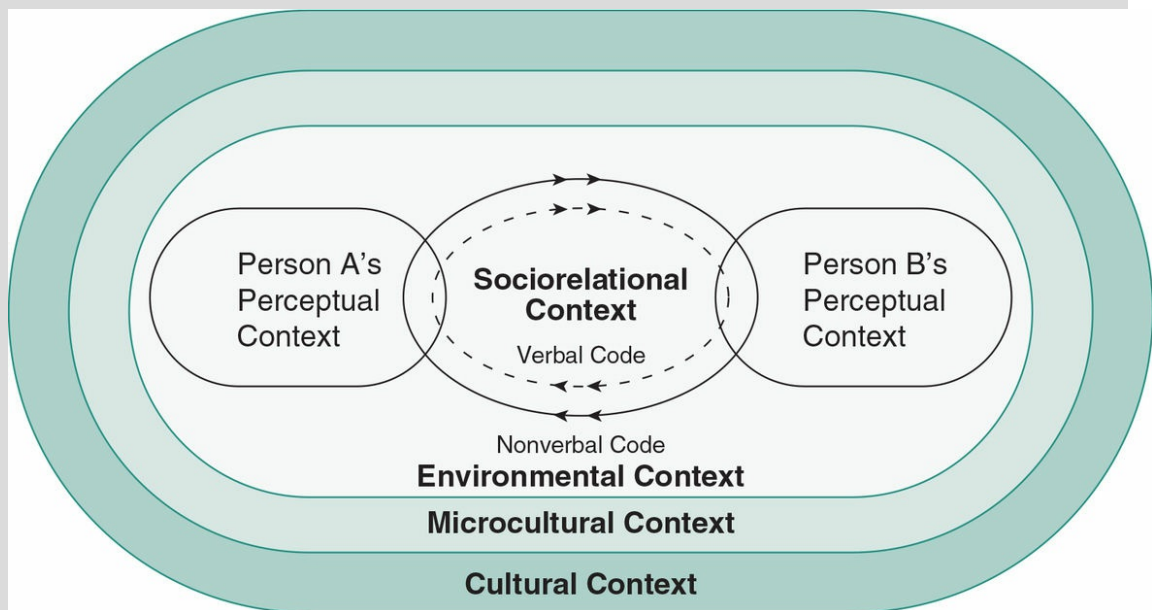 Person A’s
Perceptual
Context
Sociorelational
Context
Verbal Code
Person B’s
Perceptual
Context
Nonverbal Code
Environmental Context
Microcultural Context
Cultural Context